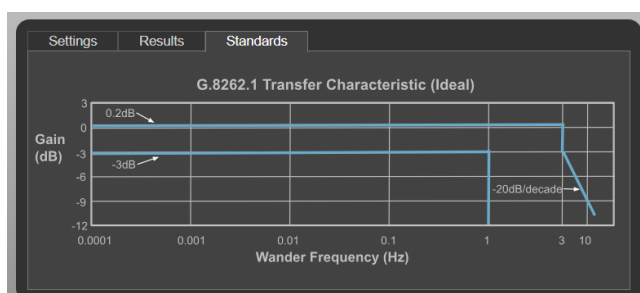 Settings Results Standards
G.8262.1 Transfer Characteristic (Ideal)
3
0.2dB
0
Gain
(dB)
-3
-3dB
-6
-20dB/decade
-9
-12
0.0001 0.001 0.01 0.1 1 3 10
Wander Frequency (Hz)